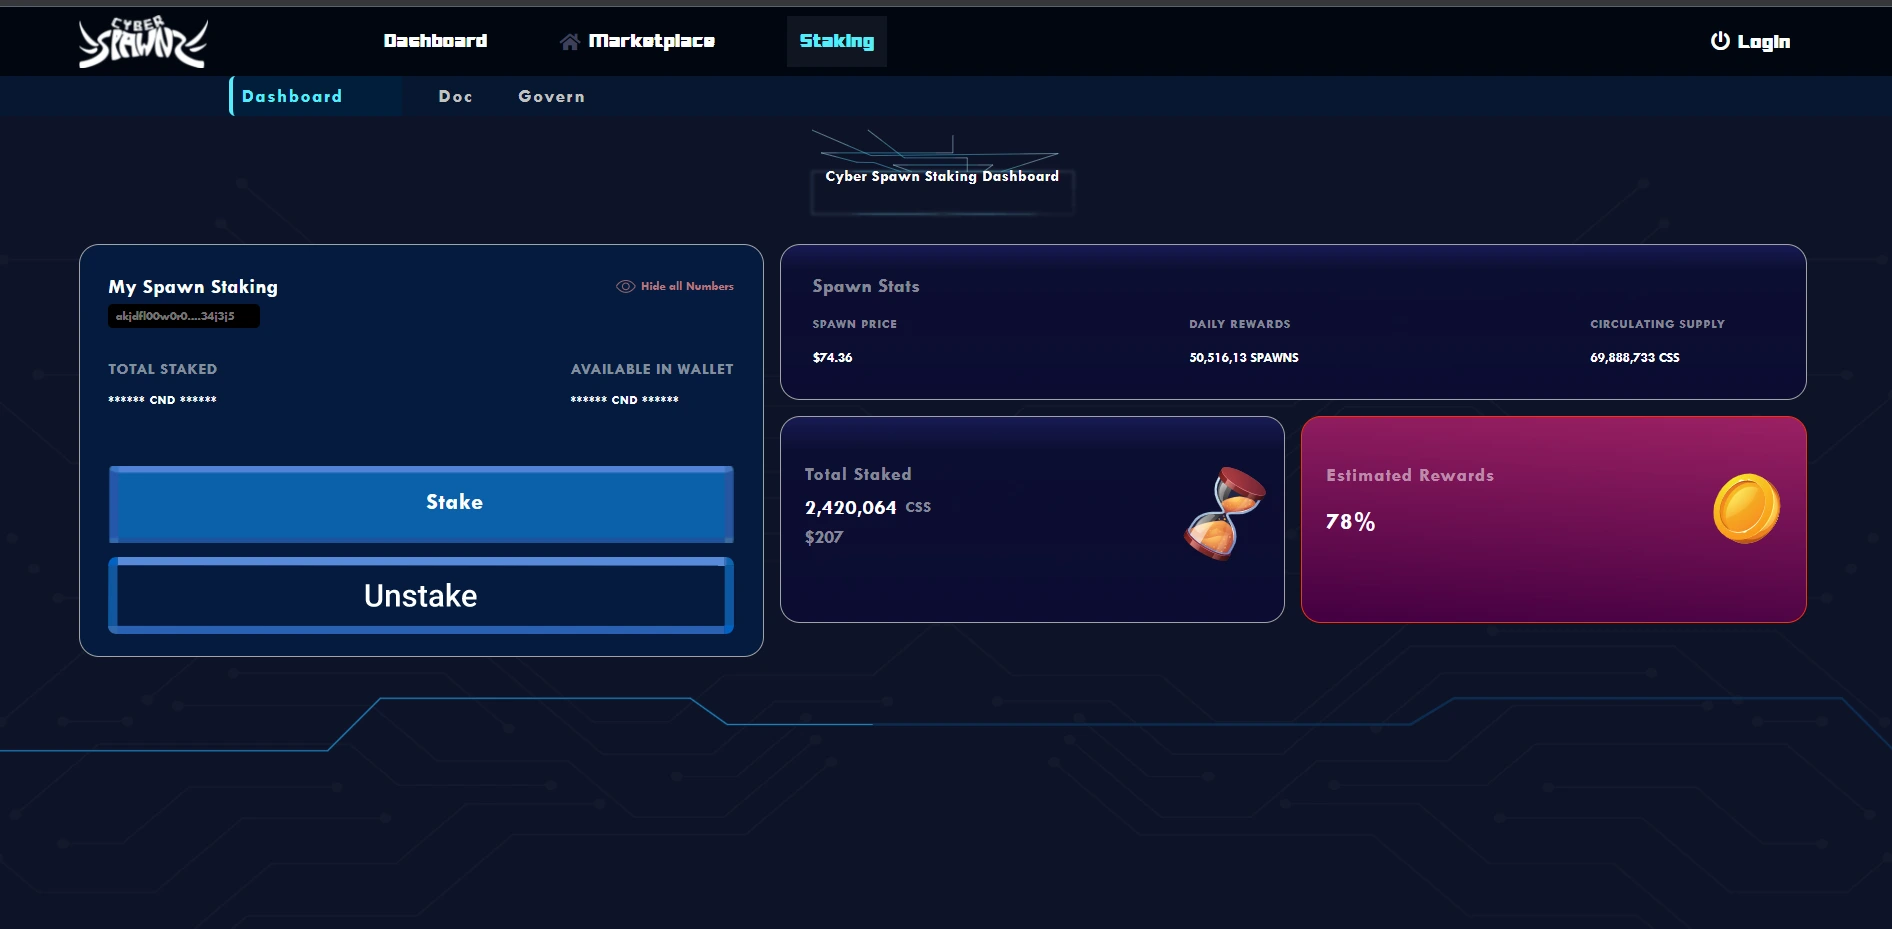 CYBER
SPAWNZ
Dashboard
Marketplace
Staking
Login
Dashboard
Doc
Govern
Cyber Spawn Staking Dashboard
My Spawn Staking
Hide all Numbers
akjdfl00w0r0....34j3j5
TOTAL STAKED
AVAILABLE IN WALLET
****** CND ******
****** CND ******
Stake
Unstake
Spawn Stats
SPAWN PRICE
DAILY REWARDS
CIRCULATING SUPPLY
$74.36
50,516,13 SPAWNS
69,888,733 CSS
Total Staked
2,420,064 CSS
$207
Estimated Rewards
78%